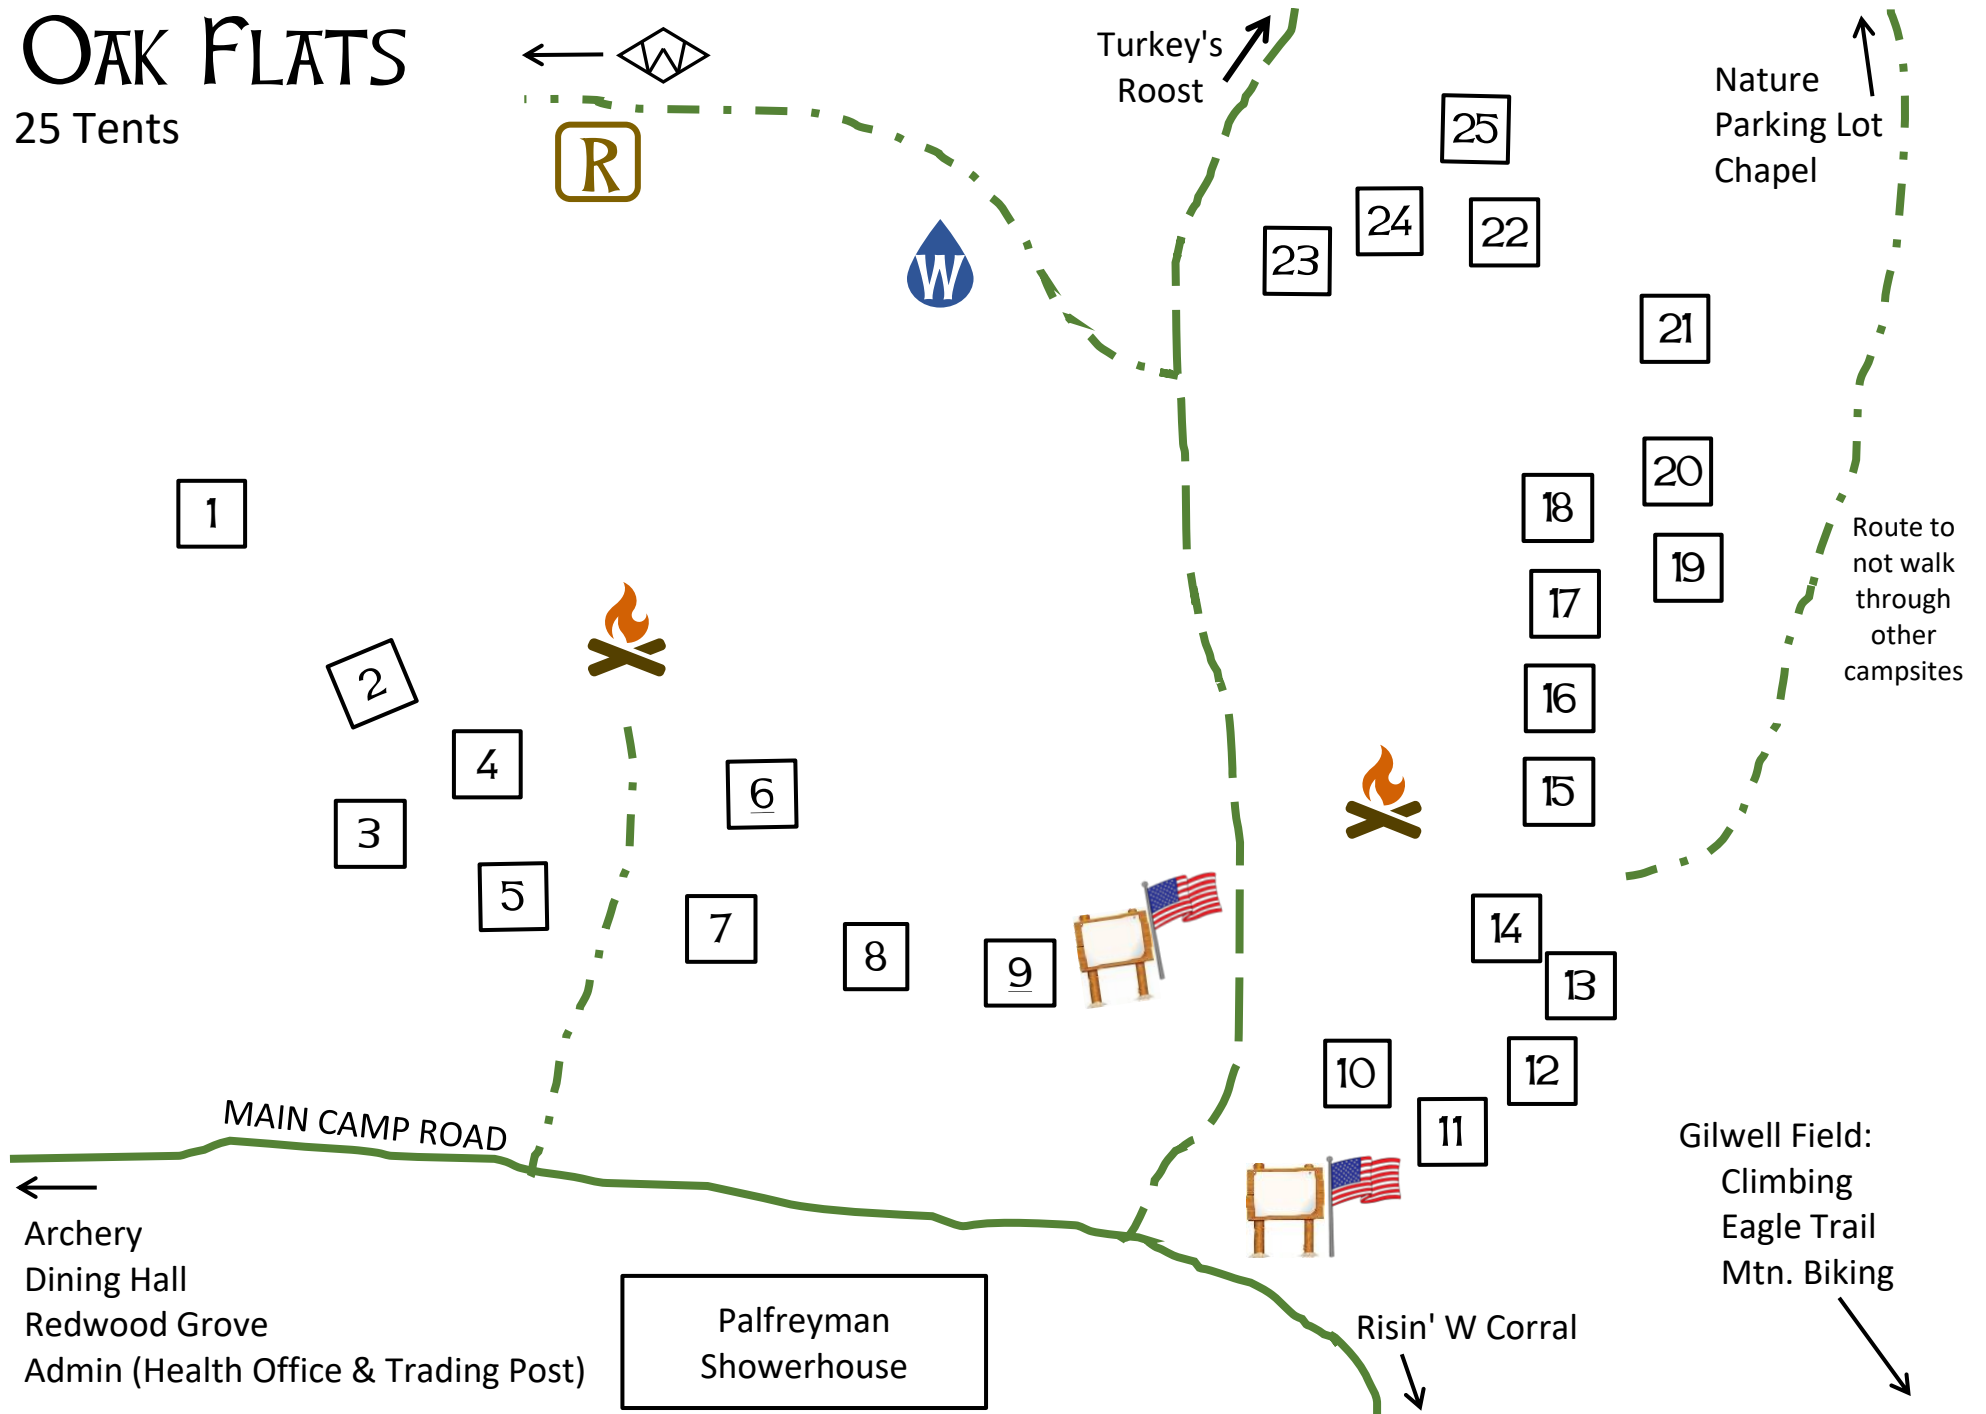 OAK FLATS
25 Tents
Turkey's
Roost
Nature
Parking Lot
Chapel
R
W
25
24
22
23
21
20
18
19
17
16
15
1
2
4
3
5
6
7
8
9
14
13
10
12
11
Route to
not walk
through
other
campsites
MAIN CAMP ROAD
Archery
Dining Hall
Redwood Grove
Admin (Health Office & Trading Post)
Palfreyman
Showerhouse
Risin' W Corral
Gilwell Field:
Climbing
Eagle Trail
Mtn. Biking